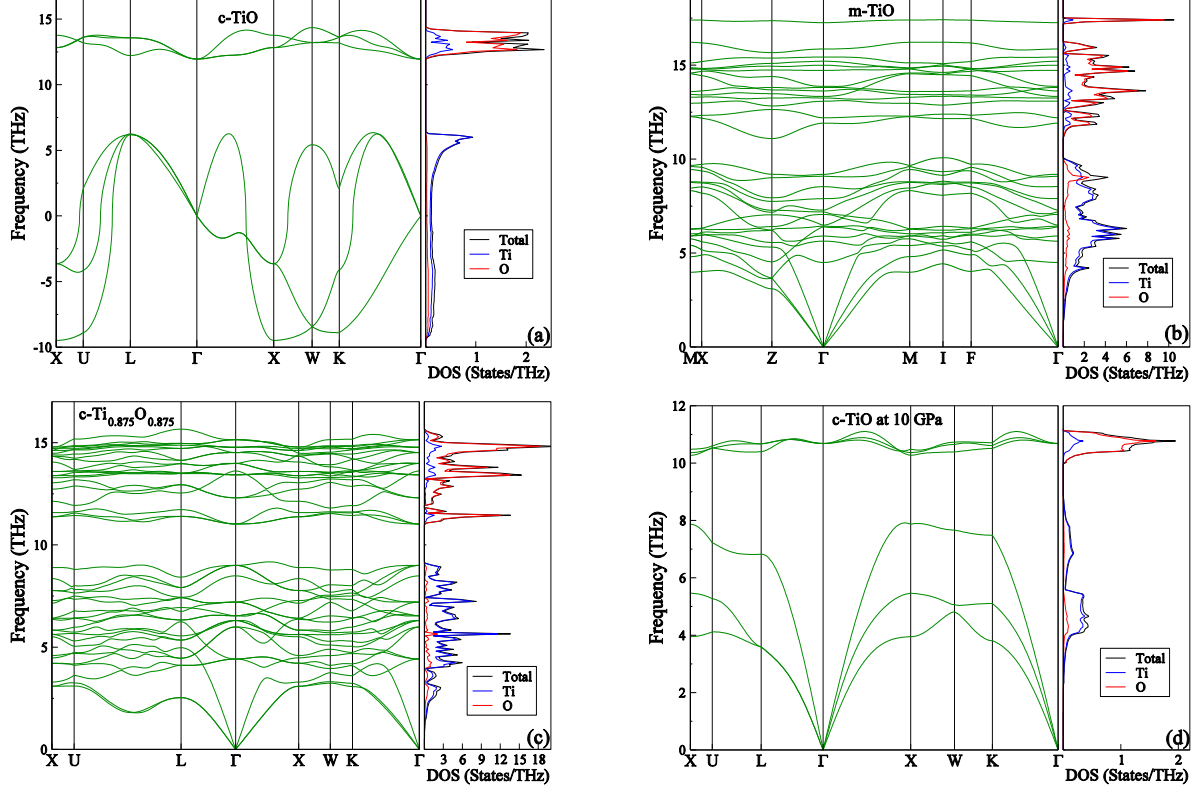 c-TiO
15
10
5
0
-5
-10
Frequency (THz)
X U L Γ X W K Γ
1 2
DOS (States/THz)
Total
Ti
O
(a)
m-TiO
15
10
5
0
Frequency (THz)
M X Z Γ M I F Γ
2 4 6 8 10
DOS (States/THz)
Total
Ti
O
(b)
c-Ti0.875O0.875
15
10
5
0
Frequency (THz)
X U L Γ X W K Γ
3 6 9 12 15 18
DOS (States/THz)
Total
Ti
O
(c)
c-TiO at 10 GPa
12
10
8
6
4
2
0
Frequency (THz)
X U L Γ X W K Γ
1 2
DOS (States/THz)
Total
Ti
O
(d)